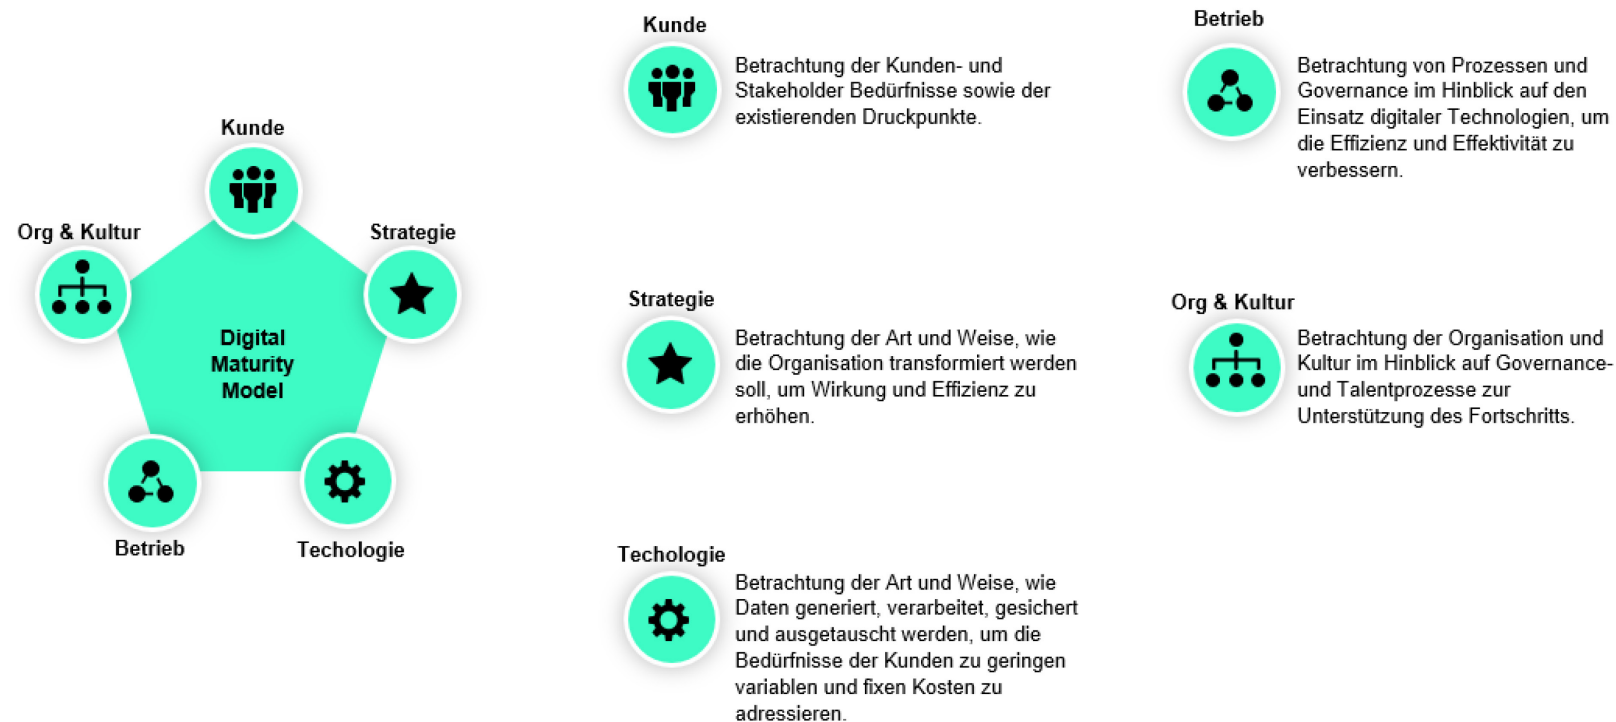 Kunde
Org & Kultur
Strategie
Digital
Maturity
Model
Betrieb
Techologie
Kunde
Betrachtung der Kunden- und
Stakeholder Bedürfnisse sowie der
existierenden Druckpunkte.
Strategie
Betrachtung der Art und Weise, wie
die Organisation transformiert werden
soll, um Wirkung und Effizienz zu
erhöhen.
Techologie
Betrachtung der Art und Weise, wie
Daten generiert, verarbeitet, gesichert
und ausgetauscht werden, um die
Bedürfnisse der Kunden zu geringen
variablen und fixen Kosten zu
adressieren.
Betrieb
Betrachtung von Prozessen und
Governance im Hinblick auf den
Einsatz digitaler Technologien, um
die Effizienz und Effektivität zu
verbessern.
Org & Kultur
Betrachtung der Organisation und
Kultur im Hinblick auf Governance-
und Talentprozesse zur
Unterstützung des Fortschritts.